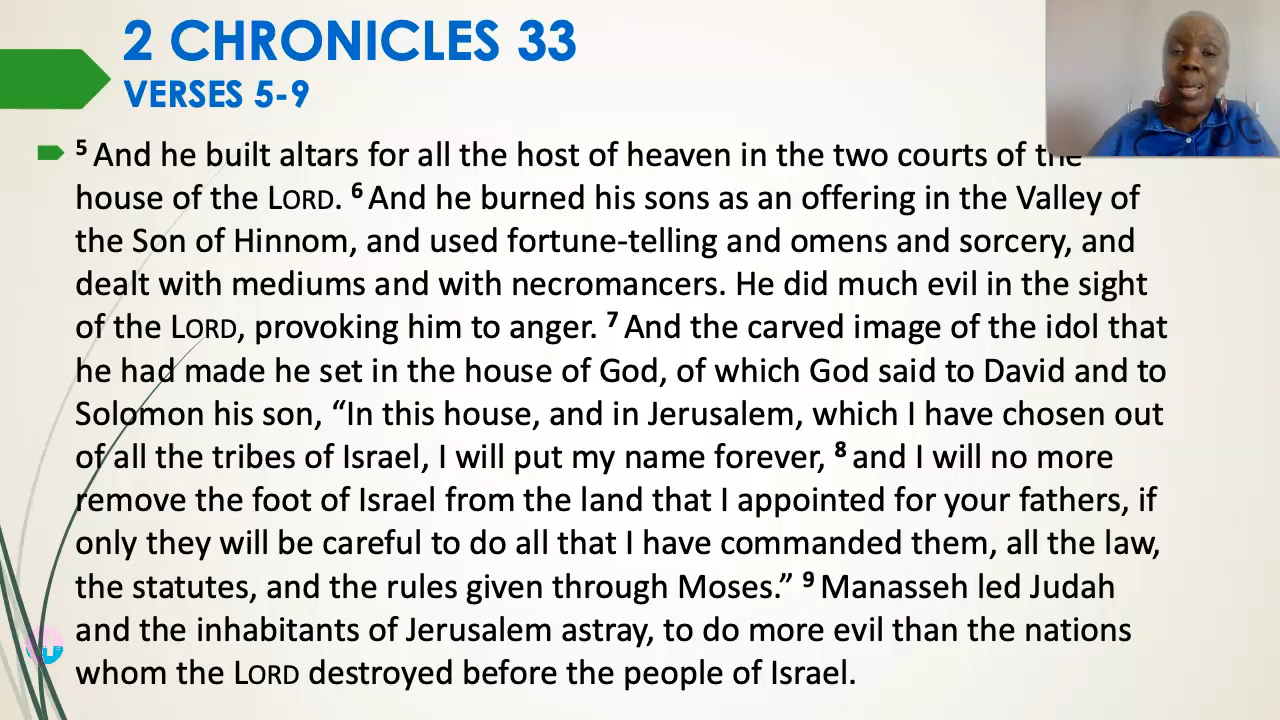 2 CHRONICLES 33
VERSES 5-9
5 And he built altars for all the host of heaven in the two courts of the
house of the LORD. 6 And he burned his sons as an offering in the Valley of
the Son of Hinnom, and used fortune-telling and omens and sorcery, and
dealt with mediums and with necromancers. He did much evil in the sight
of the LORD, provoking him to anger. 7 And the carved image of the idol that
he had made he set in the house of God, of which God said to David and to
Solomon his son, “In this house, and in Jerusalem, which I have chosen out
of all the tribes of Israel, I will put my name forever, 8 and I will no more
remove the foot of Israel from the land that I appointed for your fathers, if
only they will be careful to do all that I have commanded them, all the law,
the statutes, and the rules given through Moses.” 9 Manasseh led Judah
and the inhabitants of Jerusalem astray, to do more evil than the nations
whom the LORD destroyed before the people of Israel.